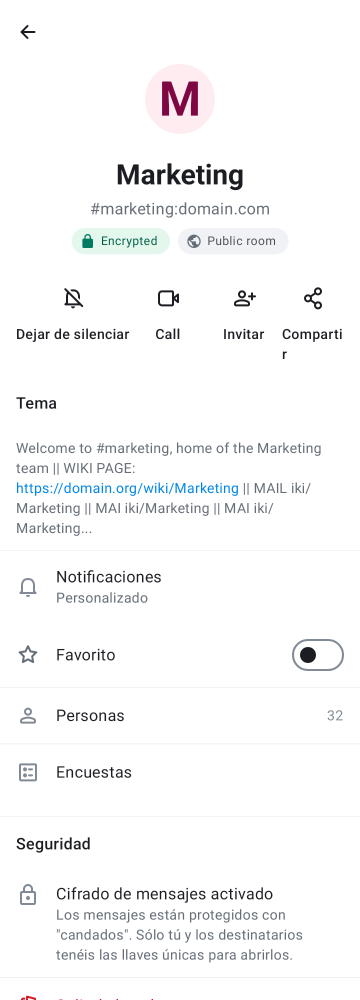 M
Marketing
#marketing:domain.com
Encrypted
Public room
Dejar de silenciar
Call
Invitar
Comparti
r
Tema
Welcome to #marketing, home of the Marketing
team || WIKI PAGE:
https://domain.org/wiki/Marketing || MAIL iki/
Marketing || MAI iki/Marketing || MAI iki/
Marketing...
Notificaciones
Personalizado
Favorito
Personas
32
Encuestas
Seguridad
Cifrado de mensajes activado
Los mensajes están protegidos con
"candados". Sólo tú y los destinatarios
tenéis las llaves únicas para abrirlos.